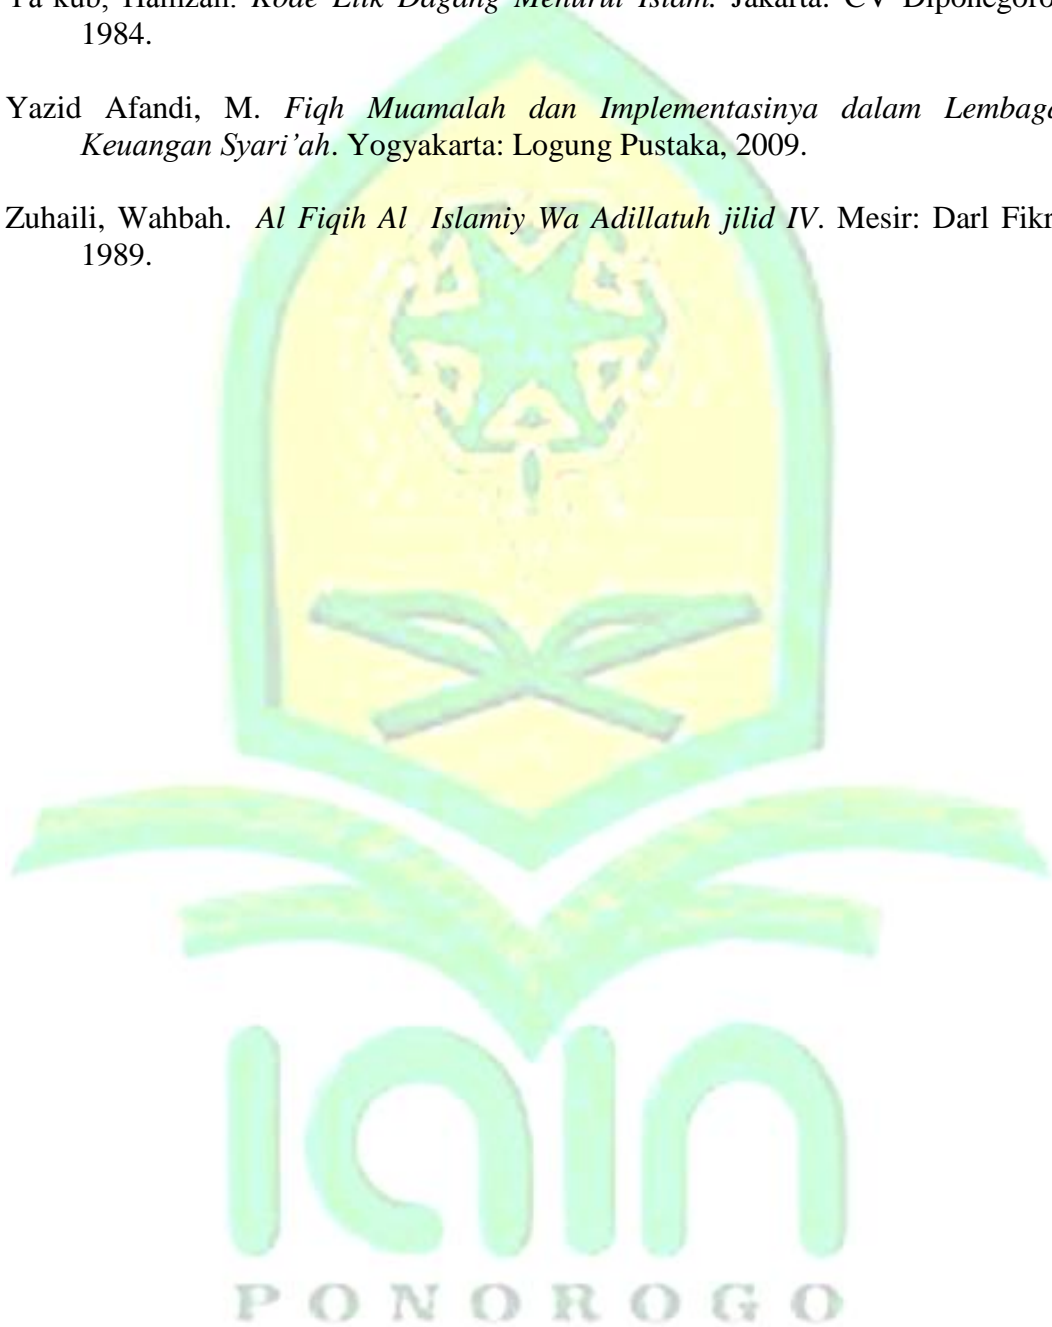 Ya'kub, Hamzah. Kode Etik Dagang Menurut Islam. Jakarta: CV Diponegoro
1984.
Yazid Afandi, M. Fiqh Muamalah dan Implementasinya dalam Lembaga
Keuangan Syari'ah. Yogyakarta: Logung Pustaka, 2009.
Zuhaili, Wahbah. Al Fiqih Al Islamiy Wa Adillatuh jilid IV. Mesir: Darl Fikr
1989.
iain
PONOROGO